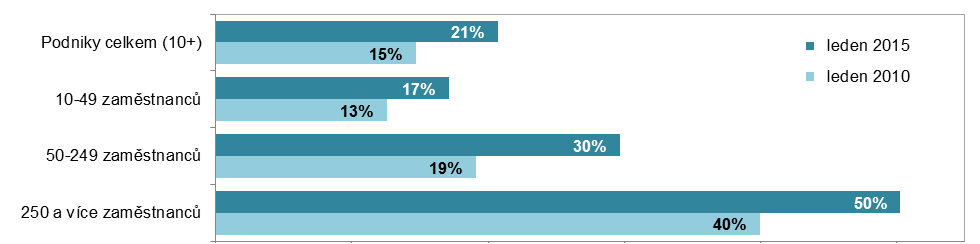 Podniky celkem (10+)
21%
15%
10-49 zaměstnanců
17%
13%
50-249 zaměstnanců
30%
19%
250 a více zaměstnanců
50%
40%
leden 2015
leden 2010